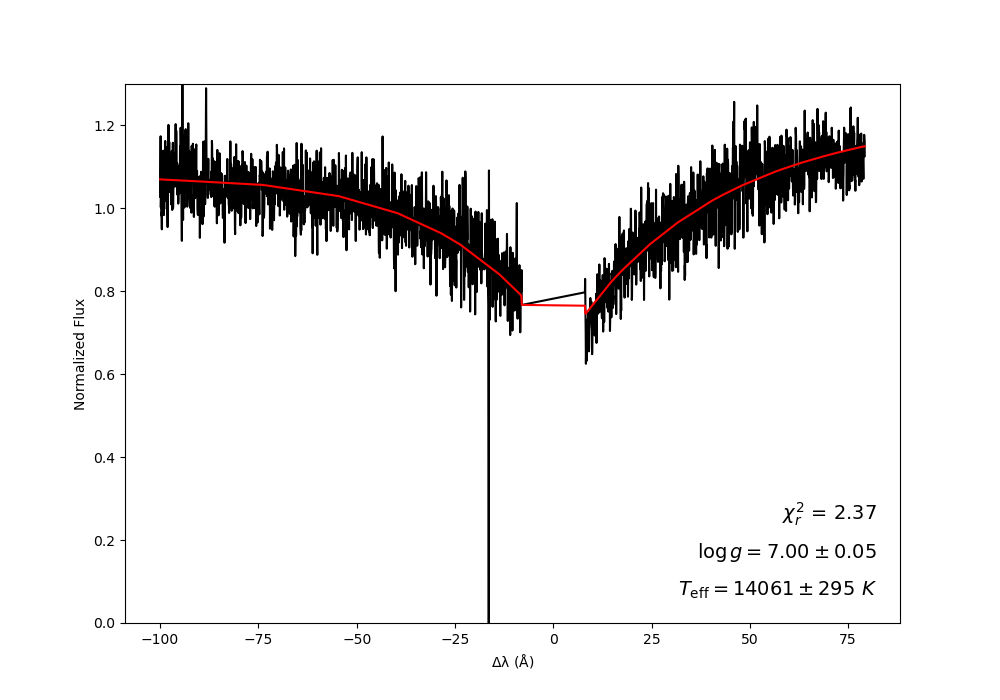 1.2
1.0
0.8
0.6
0.4
0.2
0.0
Normalized Flux
χ²ᵣ = 2.37
log g = 7.00 ± 0.05
T_eff = 14061 ± 295 K
−100 −75 −50 −25 0 25 50 75
Δλ (Å)